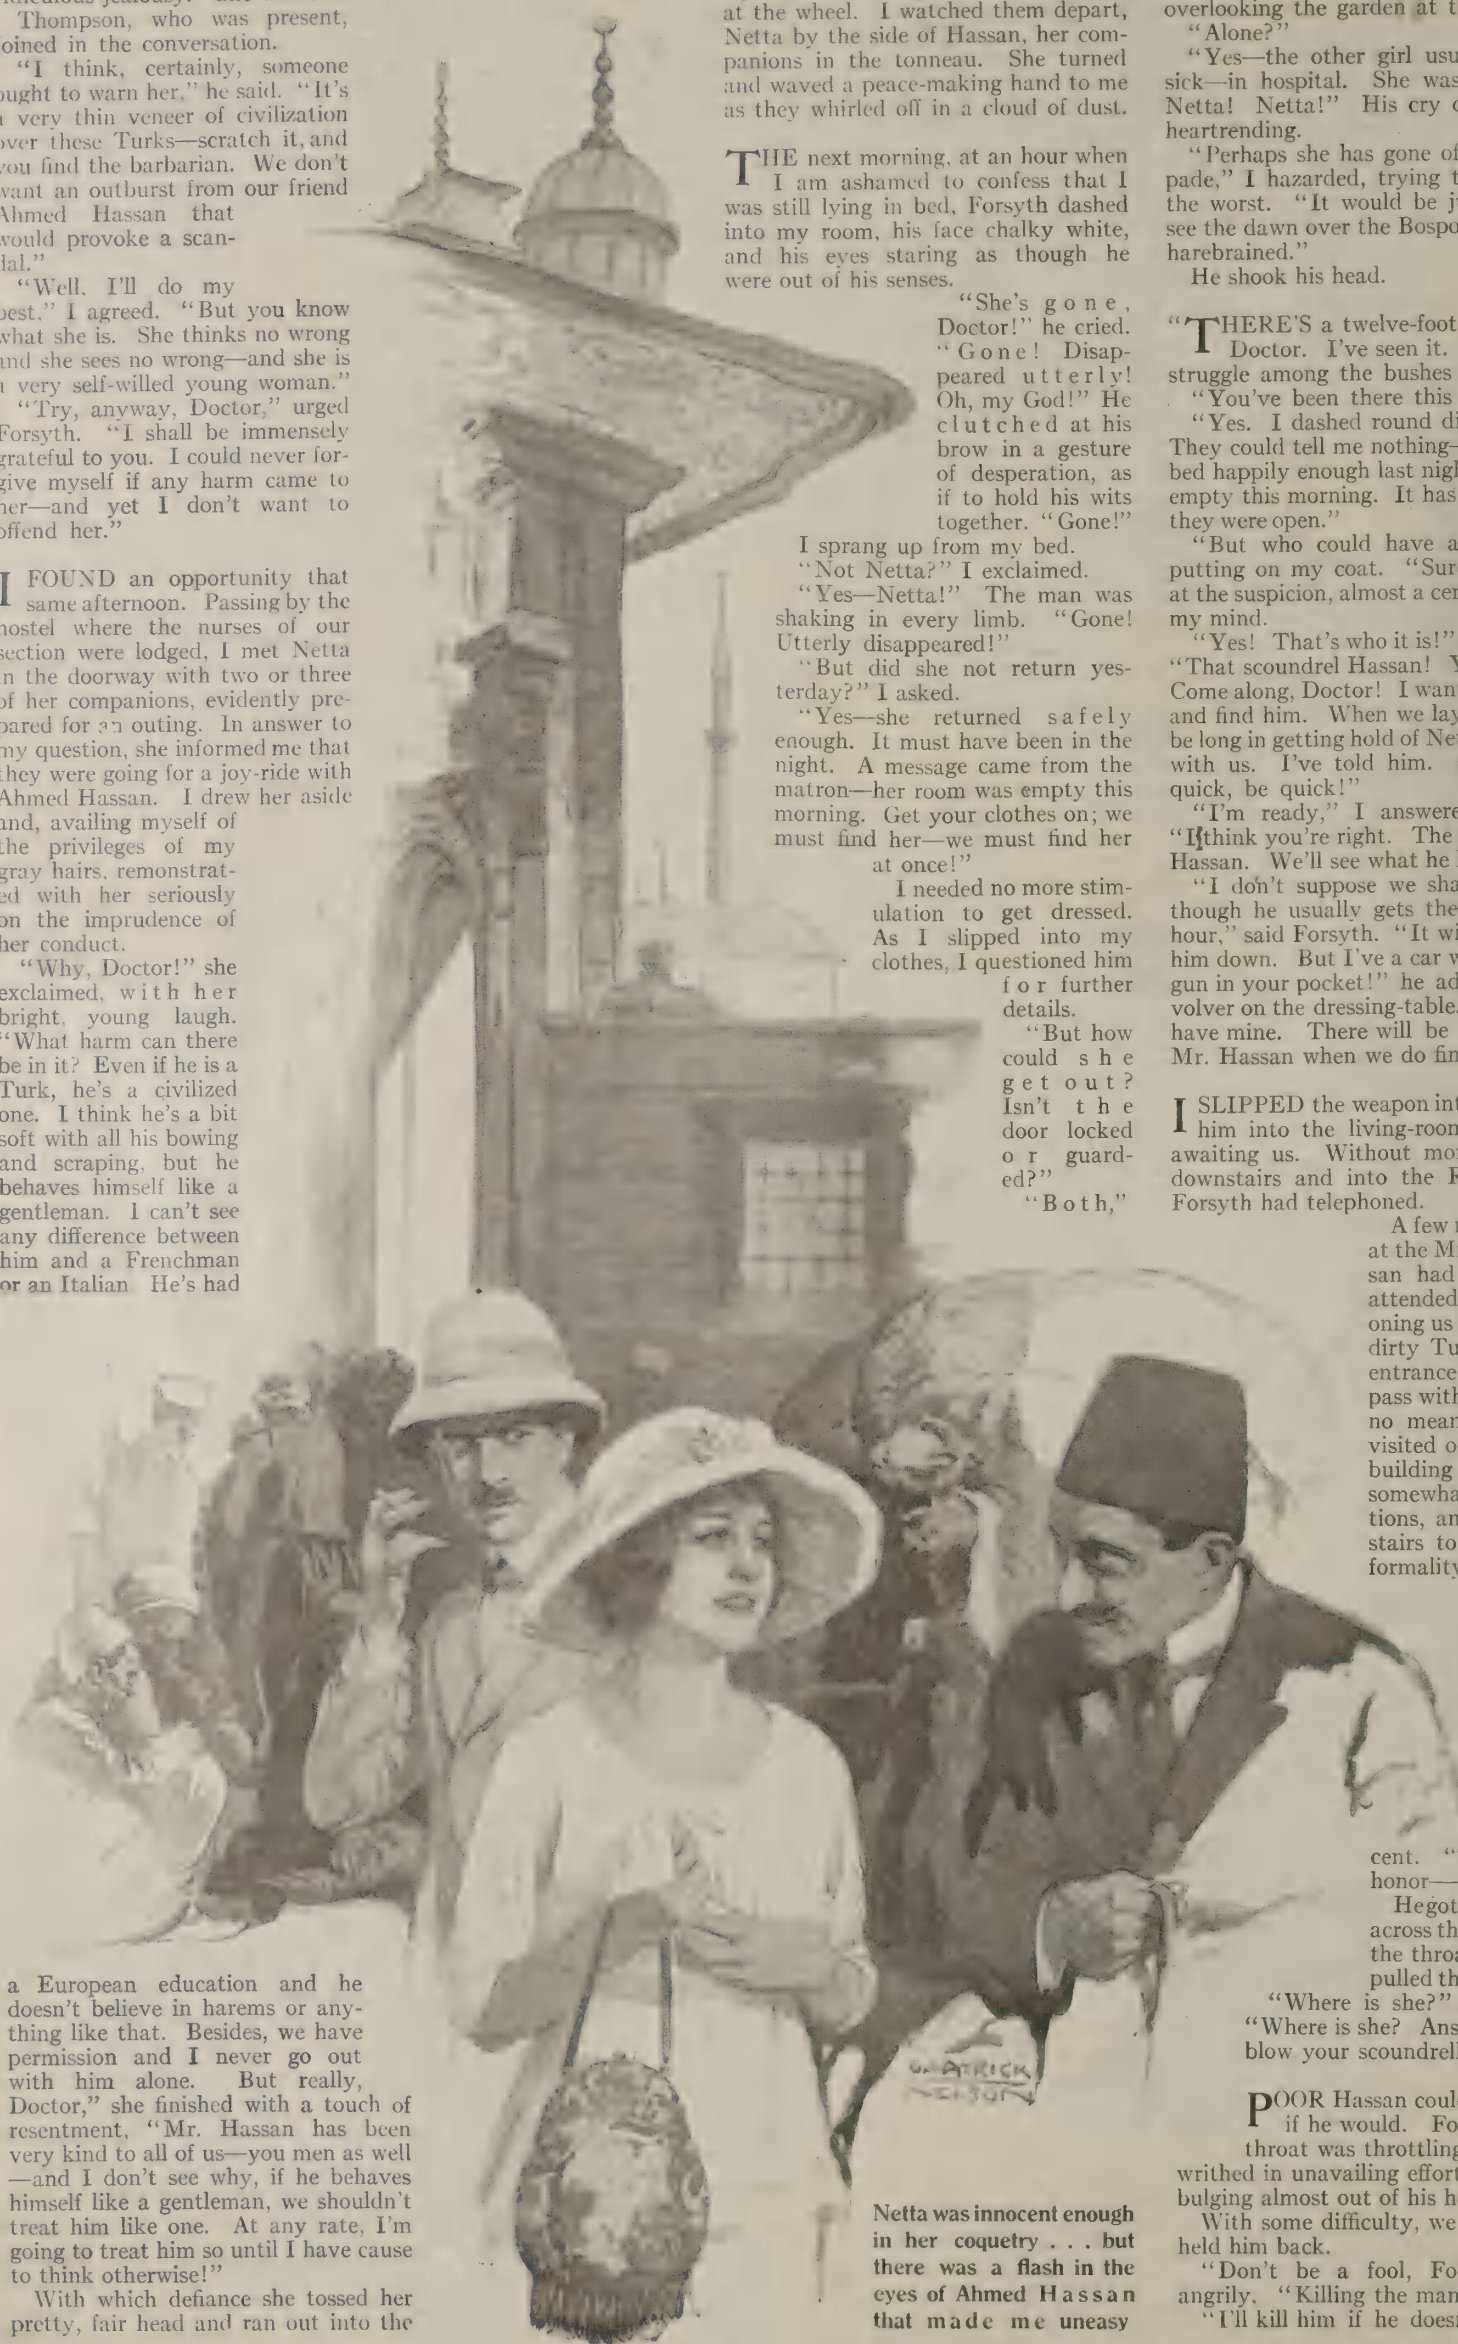 Thompson, who was present,
joined in the conversation.
"I think, certainly, someone
ought to warn her," he said. "It's
a very thin veneer of civilization
over these Turks—scratch it, and
you find the barbarian. We don't
want an outburst from our friend
Ahmed Hassan that
would provoke a scan-
dal."
"Well, I'll do my
best," I agreed. "But you know
what she is. She thinks no wrong
and she sees no wrong—and she is
a very self-willed young woman."
"Try, anyway, Doctor," urged
Forsyth. "I shall be immensely
grateful to you. I could never for-
give myself if any harm came to
her—and yet I don't want to
offend her."
I FOUND an opportunity that
same afternoon. Passing by the
hostel where the nurses of our
section were lodged, I met Netta
in the doorway with two or three
of her companions, evidently pre-
pared for an outing. In answer to
my question, she informed me that
they were going for a joy-ride with
Ahmed Hassan. I drew her aside
and, availing myself of
the privileges of my
gray hairs, remonstrat-
ed with her seriously
on the imprudence of
her conduct.
"Why, Doctor!" she
exclaimed, with her
bright, young laugh.
"What harm can there
be in it? Even if he is a
Turk, he's a civilized
one. I think he's a bit
soft with all his bowing
and scraping, but he
behaves himself like a
gentleman. I can't see
any difference between
him and a Frenchman
or an Italian He's had
a European education and he
doesn't believe in harems or any-
thing like that. Besides, we have
permission and I never go out
with him alone. But really,
Doctor," she finished with a touch of
resentment, "Mr. Hassan has been
very kind to all of us—you men as well
—and I don't see why, if he behaves
himself like a gentleman, we shouldn't
treat him like one. At any rate, I'm
going to treat him so until I have cause
to think otherwise!"
With which defiance she tossed her
pretty, fair head and ran out into the
at the wheel. I watched them depart,
Netta by the side of Hassan, her com-
panions in the tonneau. She turned
and waved a peace-making hand to me
as they whirled off in a cloud of dust.
THE next morning, at an hour when
I am ashamed to confess that I
was still lying in bed, Forsyth dashed
into my room, his face chalky white,
and his eyes staring as though he
were out of his senses.
"She's gone,
Doctor!" he cried.
"Gone! Disap-
peared utterly!
Oh, my God!" He
clutched at his
brow in a gesture
of desperation, as
if to hold his wits
together. "Gone!"
I sprang up from my bed.
"Not Netta?" I exclaimed.
"Yes—Netta!" The man was
shaking in every limb. "Gone!
Utterly disappeared!"
"But did she not return yes-
terday?" I asked.
"Yes—she returned safely
enough. It must have been in the
night. A message came from the
matron—her room was empty this
morning. Get your clothes on; we
must find her—we must find her
at once!"
I needed no more stim-
ulation to get dressed.
As I slipped into my
clothes, I questioned him
for further
details.
"But how
could she
get out?
Isn't the
door locked
or guard-
ed?"
"Both,"
Netta was innocent enough
in her coquetry . . . but
there was a flash in the
eyes of Ahmed Hassan
that made me uneasy
G. PATRICK
NELSON
overlooking the garden at
"Alone?"
"Yes—the other girl
sick—in hospital. She was
Netta! Netta!" His cry
heartrending.
"Perhaps she has gone
pade," I hazarded, trying
the worst. "It would be
see the dawn over the
harebrained."
He shook his head.
"THERE'S a twelve-foot
Doctor. I've seen it.
struggle among the bushes
"You've been there this
"Yes. I dashed round
They could tell me nothing—
bed happily enough last
empty this morning. It has
they were open."
"But who could have
putting on my coat.
at the suspicion, almost a
my mind.
"Yes! That's who it is!"
"That scoundrel Hassan!
Come along, Doctor! I
and find him. When we
be long in getting hold of
with us. I've told him.
quick, be quick!"
"I'm ready," I
"I think you're right. The
Hassan. We'll see what he
"I don't suppose we
though he usually gets
hour," said Forsyth. "It
him down. But I've a car
gun in your pocket!" he
volver on the dressing-table.
have mine. There will be
Mr. Hassan when we do
I SLIPPED the weapon
him into the
awaiting us. Without
downstairs and into the
Forsyth had telephoned.
A few
at the
san had
attended
oning us
dirty
entrance
pass
no
visited
building
tions,
stairs to
formality
cent.
honor—
He got
across
the
pulled
"Where is she?"
"Where is she?
blow your
POOR Hassan
if he would.
throat was throttling
writhed in unavailing
bulging almost out of his
With some difficulty, we
held him back.
"Don't be a fool,
angrily. "Killing the man
"I'll kill him if he